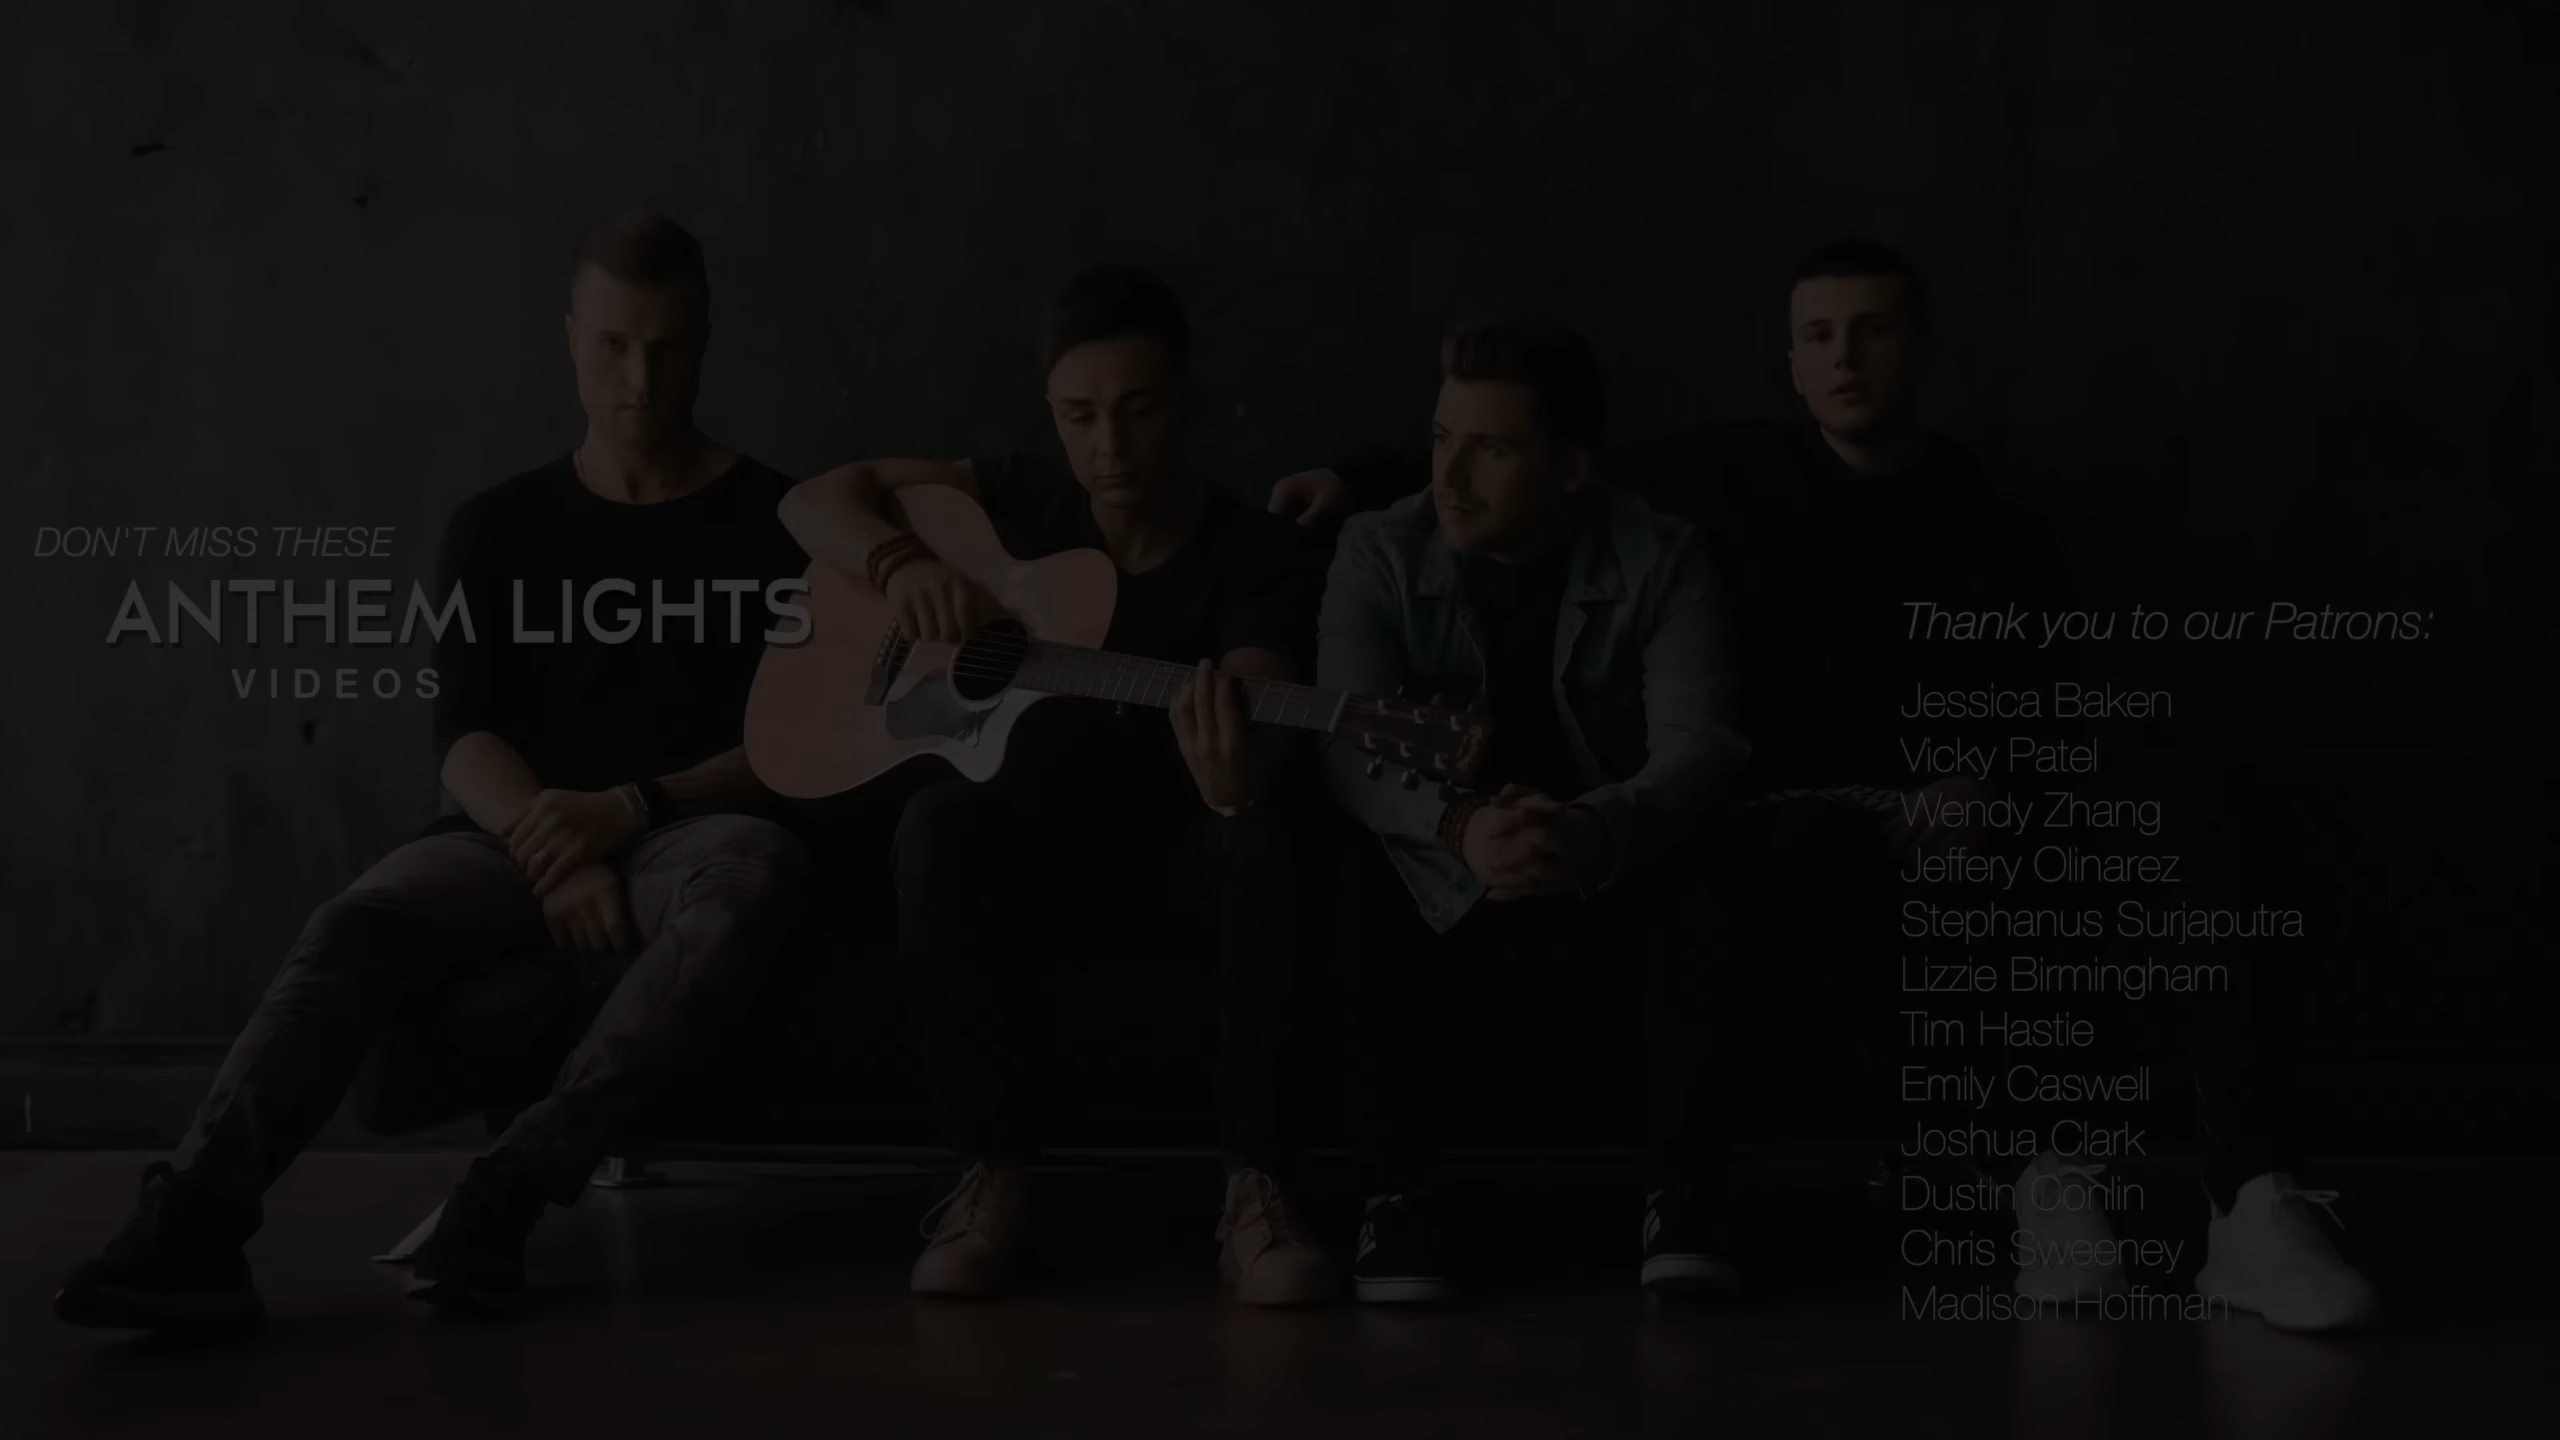 DON'T MISS THESE
ANTHEM LIGHTS
VIDEOS
Thank you to our Patrons:
Jessica Baken
Vicky Patel
Wendy Zhang
Jeffery Olinarez
Stephanus Surjaputra
Lizzie Birmingham
Tim Hastie
Emily Caswell
Joshua Clark
Dustin Conlin
Chris Sweeney
Madison Hoffman